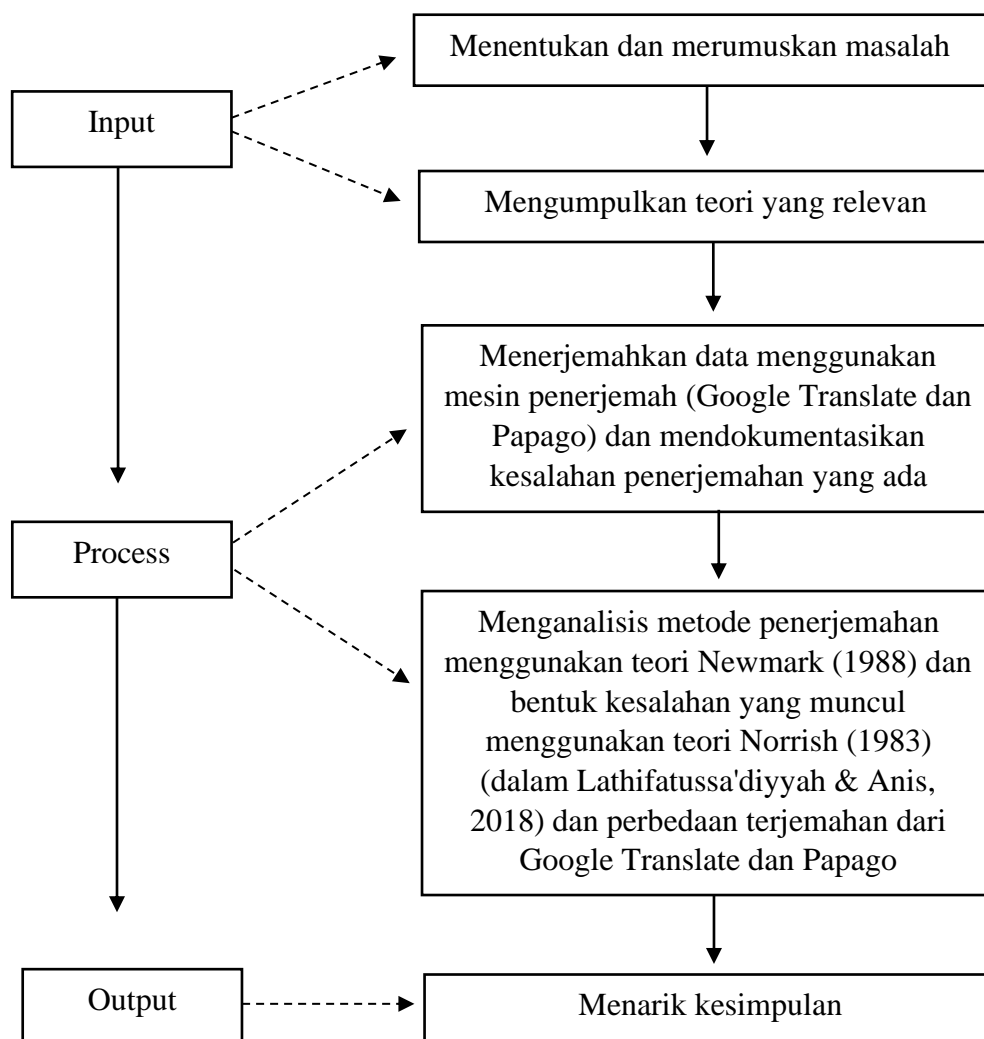 Menentukan dan merumuskan masalah
Input
Mengumpulkan teori yang relevan
Menerjemahkan data menggunakan
mesin penerjemah (Google Translate dan
Papago) dan mendokumentasikan
kesalahan penerjemahan yang ada
Process
Menganalisis metode penerjemahan
menggunakan teori Newmark (1988) dan
bentuk kesalahan yang muncul
menggunakan teori Norrish (1983)
(dalam Lathifatussa'diyyah & Anis,
2018) dan perbedaan terjemahan dari
Google Translate dan Papago
Output
Menarik kesimpulan